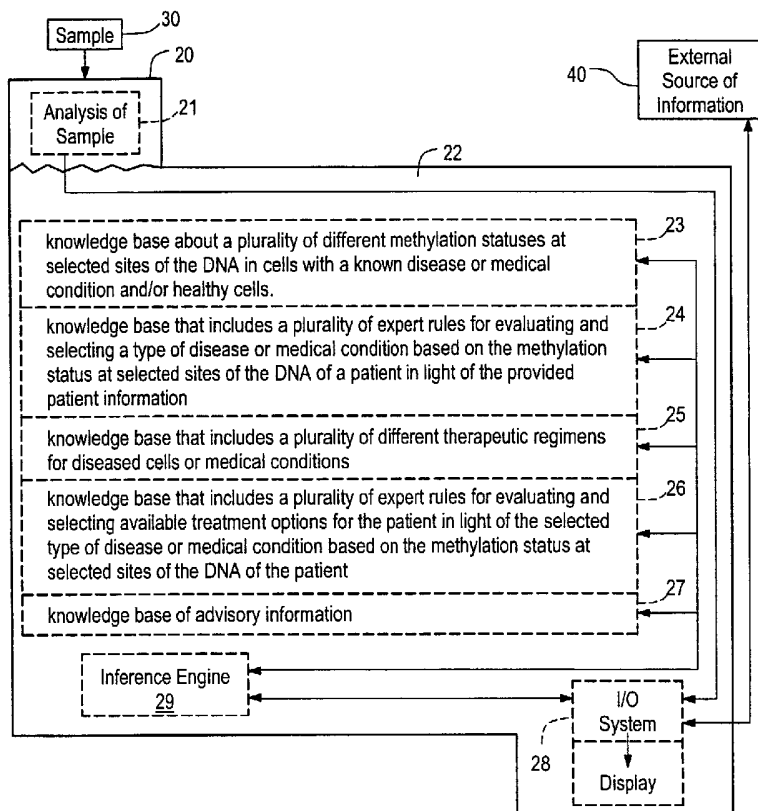 30
Sample
20
40
External
Source of
Information
Analysis of
Sample
21
22
23
knowledge base about a plurality of different methylation statuses at
selected sites of the DNA in cells with a known disease or medical
condition and/or healthy cells.
24
knowledge base that includes a plurality of expert rules for evaluating and
selecting a type of disease or medical condition based on the methylation
status at selected sites of the DNA of a patient in light of the provided
patient information
25
knowledge base that includes a plurality of different therapeutic regimens
for diseased cells or medical conditions
26
knowledge base that includes a plurality of expert rules for evaluating and
selecting available treatment options for the patient in light of the selected
type of disease or medical condition based on the methylation status at
selected sites of the DNA of the patient
27
knowledge base of advisory information
Inference Engine
29
I/O
System
28
Display